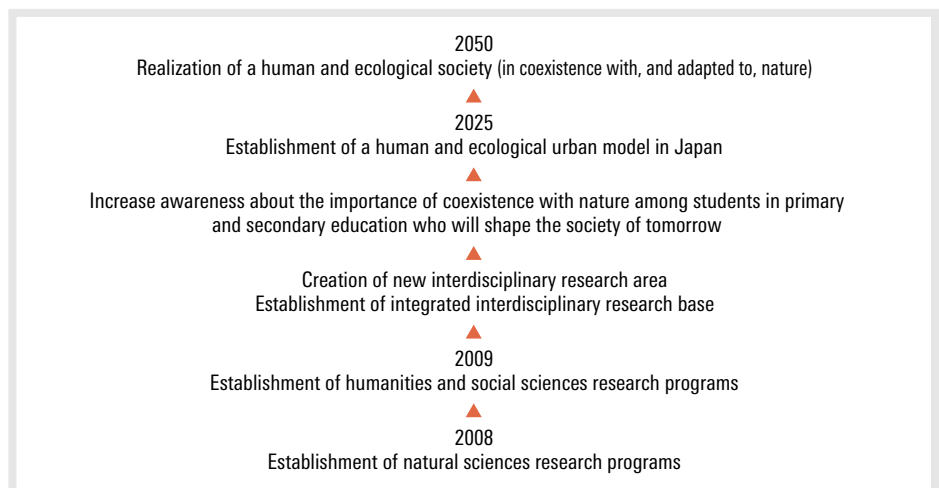 2050
Realization of a human and ecological society (in coexistence with, and adapted to, nature)
2025
Establishment of a human and ecological urban model in Japan
Increase awareness about the importance of coexistence with nature among students in primary
and secondary education who will shape the society of tomorrow
Creation of new interdisciplinary research area
Establishment of integrated interdisciplinary research base
2009
Establishment of humanities and social sciences research programs
2008
Establishment of natural sciences research programs